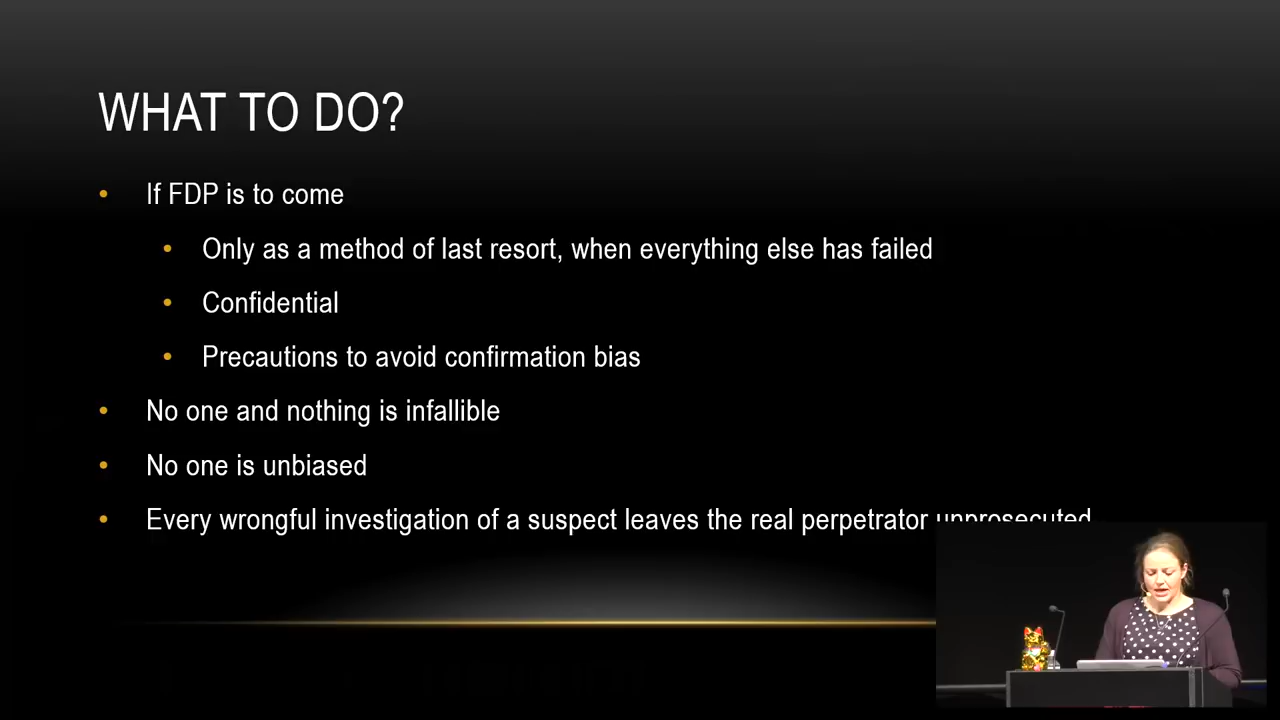 WHAT TO DO?
• If FDP is to come
• Only as a method of last resort, when everything else has failed
• Confidential
• Precautions to avoid confirmation bias
• No one and nothing is infallible
• No one is unbiased
• Every wrongful investigation of a suspect leaves the real perpetrator unprosecuted